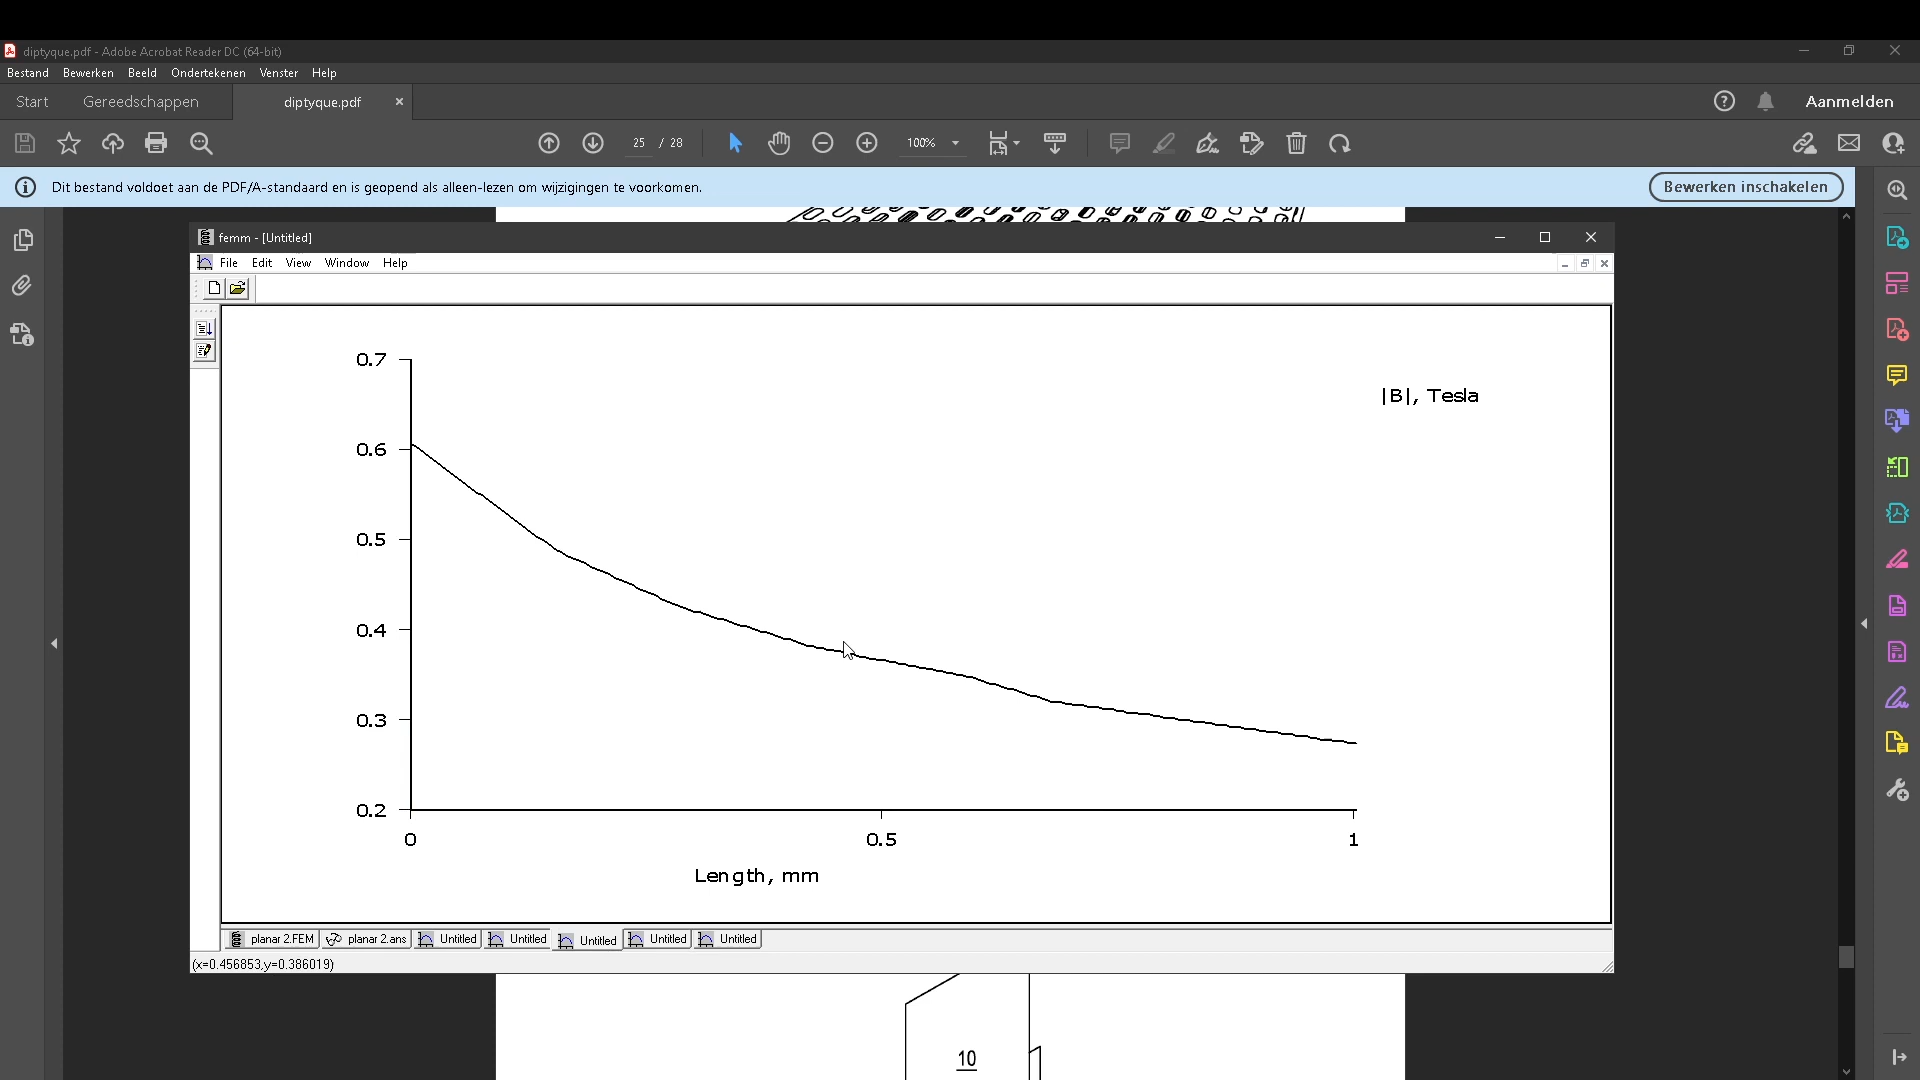 diptyque.pdf - Adobe Acrobat Reader DC (64-bit)
Bestand Bewerken Beeld Ondertekenen Venster Help
Start Gereedschappen diptyque.pdf Aanmelden
25 / 28 100%
Dit bestand voldoet aan de PDF/A-standaard en is geopend als alleen-lezen om wijzigingen te voorkomen.
Bewerken inschakelen
femm - [Untitled]
File Edit View Window Help
0.7
|B|, Tesla
0.6
0.5
0.4
0.3
0.2
0 0.5 1
Length, mm
planar 2.FEM planar 2.ans Untitled Untitled Untitled Untitled Untitled
(x=0.456853,y=0.386019)
10